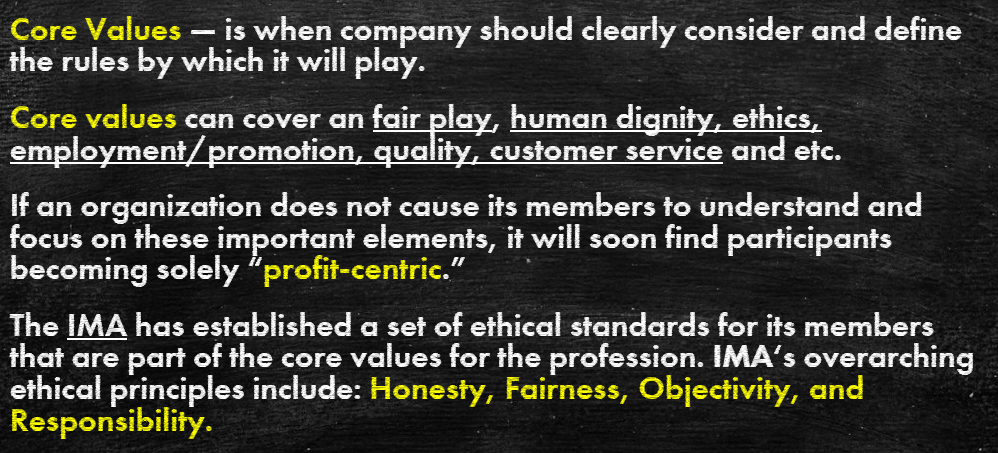 Core Values — is when company should clearly consider and define
the rules by which it will play.
Core values can cover an fair play, human dignity, ethics,
employment/promotion, quality, customer service and etc.
If an organization does not cause its members to understand and
focus on these important elements, it will soon find participants
becoming solely “profit-centric.”
The IMA has established a set of ethical standards for its members
that are part of the core values for the profession. IMA‘s overarching
ethical principles include: Honesty, Fairness, Objectivity, and
Responsibility.